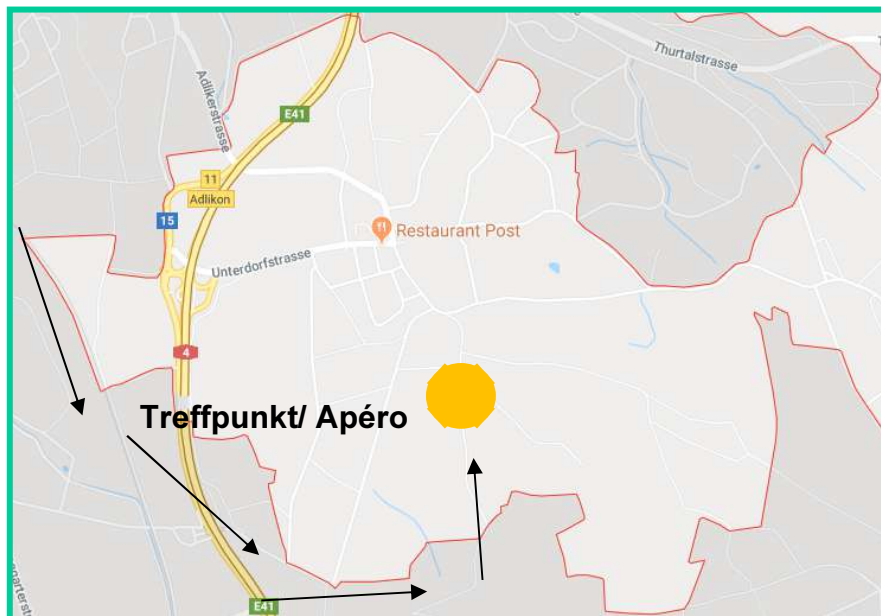 Thurtalstrasse
Adlikerstrasse
E41
11
Adlikon
15
Restaurant Post
Unterdorfstrasse
4
Treffpunkt/ Apéro
E41